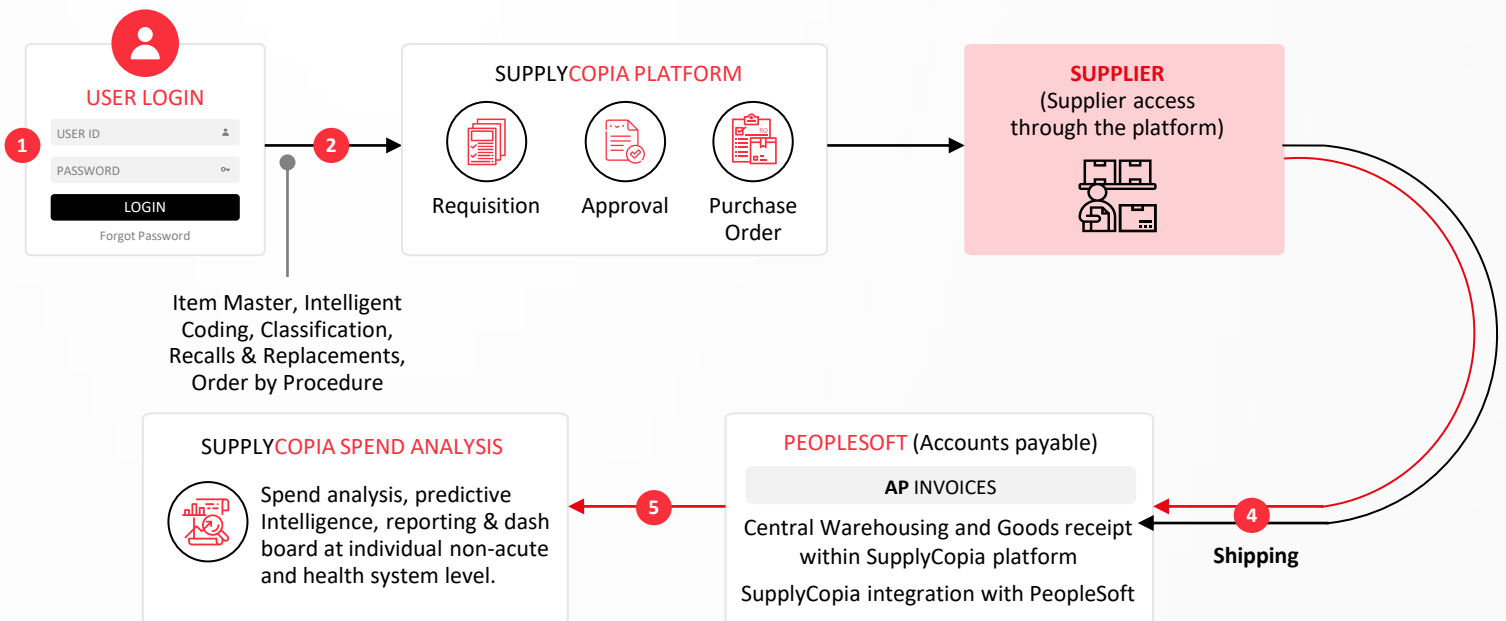 USER LOGIN
1
USER ID
PASSWORD
LOGIN
Forgot Password
2
Item Master, Intelligent
Coding, Classification,
Recalls & Replacements,
Order by Procedure
SUPPLYCOPIA PLATFORM
Requisition
Approval
PO
Purchase
Order
SUPPLIER
(Supplier access
through the platform)
4
Shipping
PEOPLESOFT (Accounts payable)
AP INVOICES
Central Warehousing and Goods receipt
within SupplyCopia platform
SupplyCopia integration with PeopleSoft
5
SUPPLYCOPIA SPEND ANALYSIS
Spend analysis, predictive
Intelligence, reporting & dash
board at individual non-acute
and health system level.